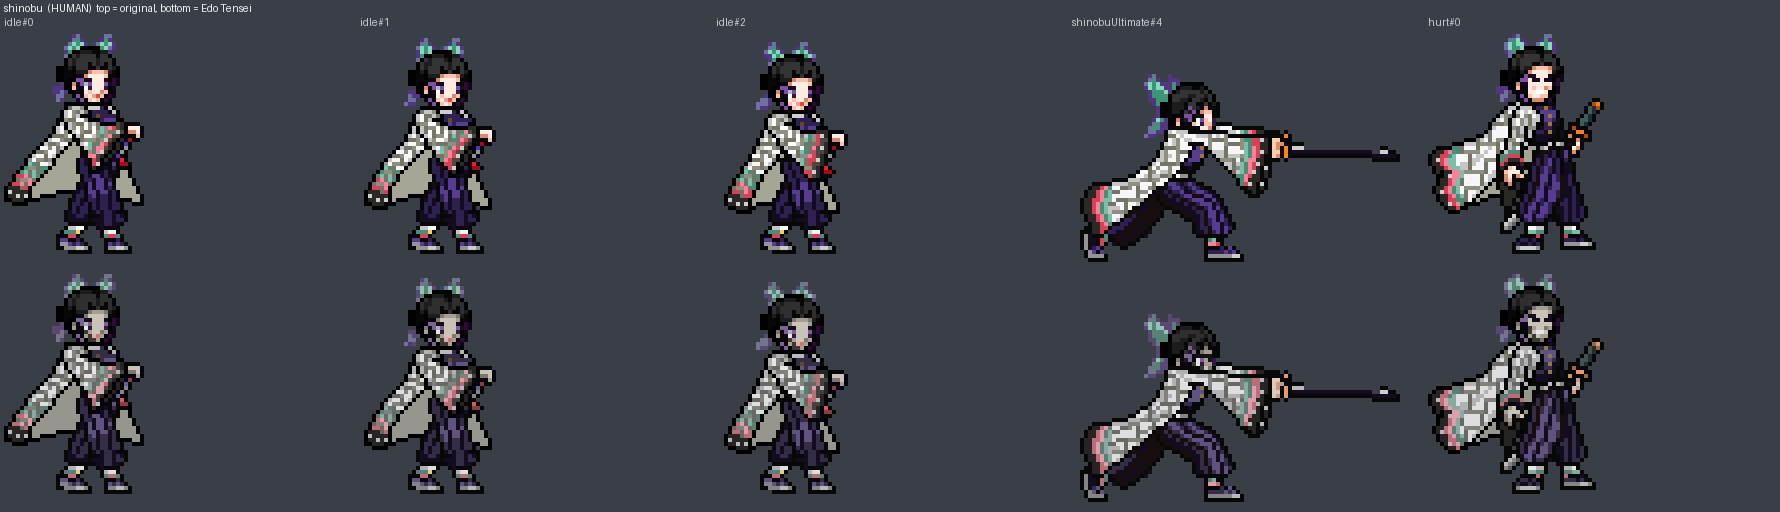 shinobu (HUMAN) top = original, bottom = Edo Tensei
idle#0 idle#1 idle#2 shinobuUltimate#4 hurt#0